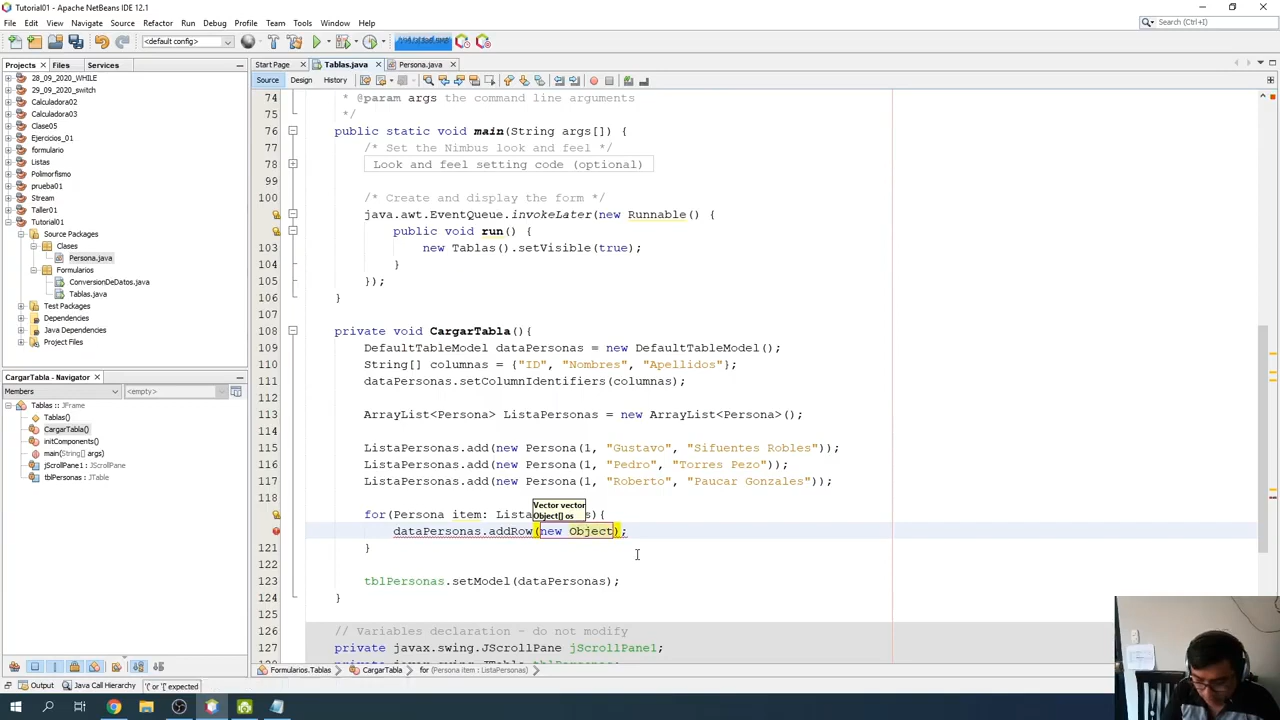 Tutorial01 - Apache NetBeans IDE 12.1
File Edit View Navigate Source Refactor Run Debug Profile Team Tools Window Help
Search (Ctrl+I)
<default config>
Projects Files Services
Start Page Tablas.java Persona.java
Source Design History
28_09_2020_WHILE
29_09_2020_switch
Calculadora02
Calculadora03
Clase05
Ejercicios_01
formulario
Listas
Polimorfismo
prueba01
Stream
Taller01
Tutorial01
Source Packages
Clases
Persona.java
Formularios
ConversionDeDatos.java
Tablas.java
Test Packages
Dependencies
Java Dependencies
Project Files
CargarTabla - Navigator
Members <empty>
Tablas :: JFrame
Tablas()
CargarTabla()
initComponents()
main(String[] args)
jScrollPane1 : JScrollPane
tblPersonas : JTable
74 * @param args the command line arguments
75 */
76 public static void main(String args[]) {
77 /* Set the Nimbus look and feel */
78 Look and feel setting code (optional)
99
100 /* Create and display the form */
java.awt.EventQueue.invokeLater(new Runnable() {
public void run() {
103 new Tablas().setVisible(true);
104 }
105 });
106 }
107
108 private void CargarTabla(){
109 DefaultTableModel dataPersonas = new DefaultTableModel();
110 String[] columnas = {"ID", "Nombres", "Apellidos"};
111 dataPersonas.setColumnIdentifiers(columnas);
112
113 ArrayList<Persona> ListaPersonas = new ArrayList<Persona>();
114
115 ListaPersonas.add(new Persona(1, "Gustavo", "Sifuentes Robles"));
116 ListaPersonas.add(new Persona(1, "Pedro", "Torres Pezo"));
117 ListaPersonas.add(new Persona(1, "Roberto", "Paucar Gonzales"));
118
Vector vector
Object[] os
for(Persona item: Lista s){
dataPersonas.addRow(new Object);
121 }
122
123 tblPersonas.setModel(dataPersonas);
124 }
125
126 // Variables declaration - do not modify
127 private javax.swing.JScrollPane jScrollPane1;
Formularios.Tablas CargarTabla for (Persona item : ListaPersonas)
Output Java Call Hierarchy '(' or '[' expected